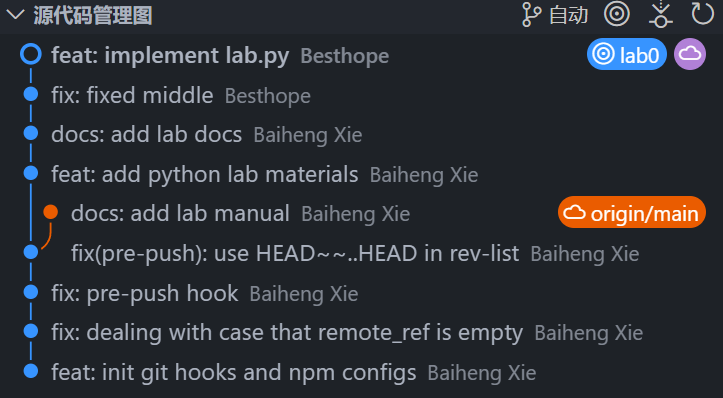 源代码管理图 自动
feat: implement lab.py Besthope lab0
fix: fixed middle Besthope
docs: add lab docs Baiheng Xie
feat: add python lab materials Baiheng Xie
docs: add lab manual Baiheng Xie origin/main
fix(pre-push): use HEAD~~..HEAD in rev-list Baiheng Xie
fix: pre-push hook Baiheng Xie
fix: dealing with case that remote_ref is empty Baiheng Xie
feat: init git hooks and npm configs Baiheng Xie